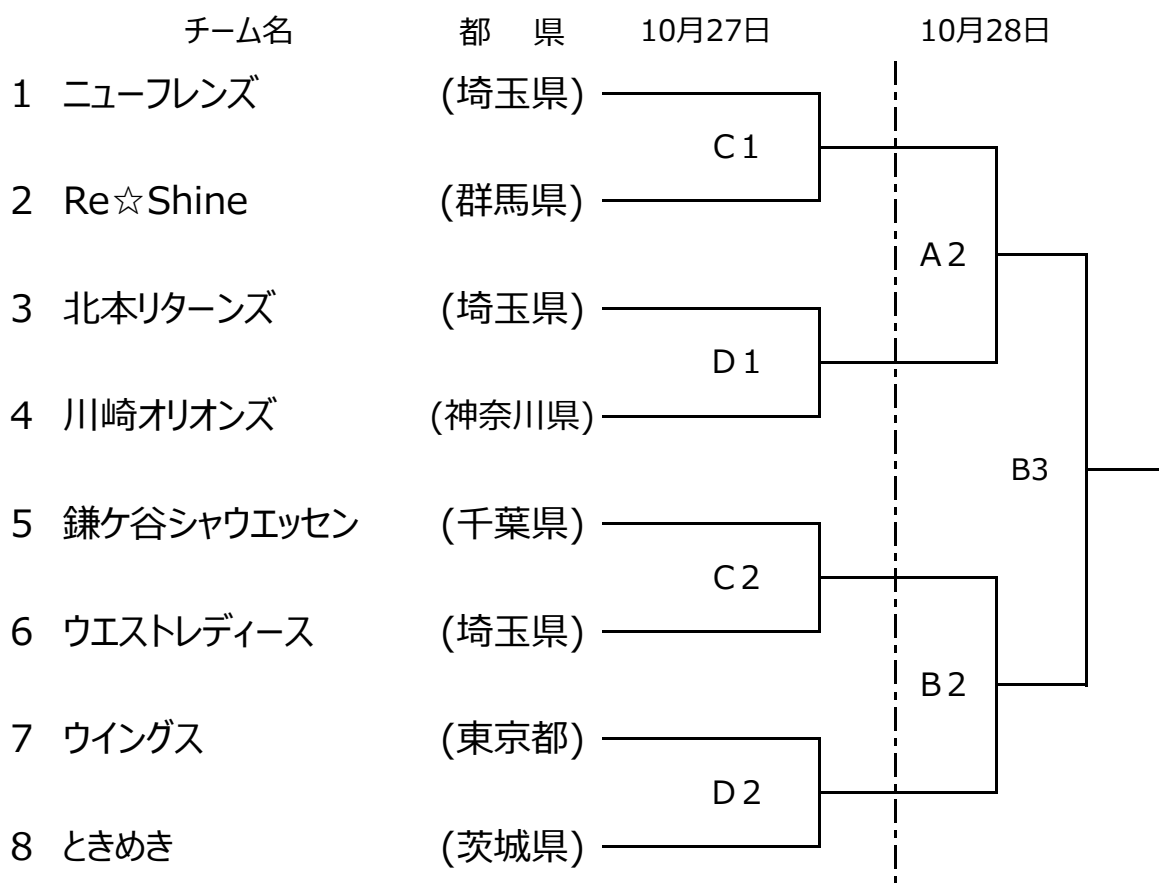 チーム名 都 県 10月27日 10月28日
1 ニューフレンズ (埼玉県)
C1
2 Re☆Shine (群馬県)
A2
3 北本リターンズ (埼玉県)
D1
4 川崎オリオンズ (神奈川県)
B3
5 鎌ケ谷シャウエッセン (千葉県)
C2
6 ウエストレディース (埼玉県)
B2
7 ウイングス (東京都)
D2
8 ときめき (茨城県)